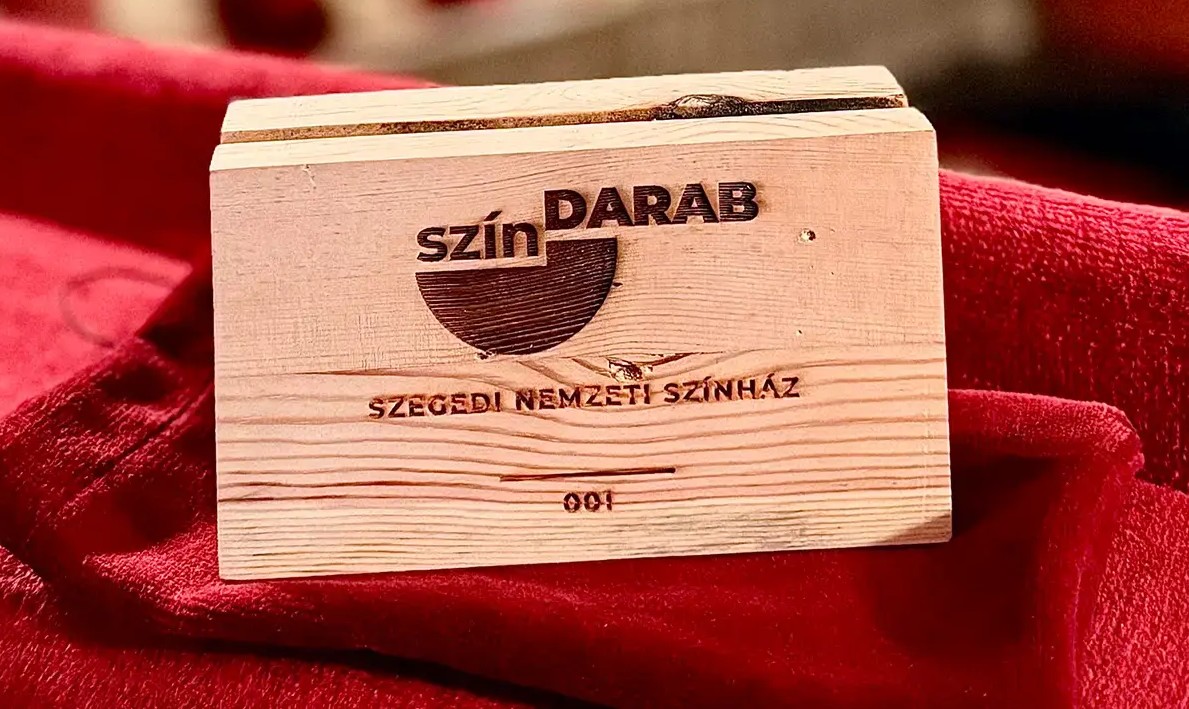 színDARAB
SZEGEDI NEMZETI SZÍNHÁZ
001